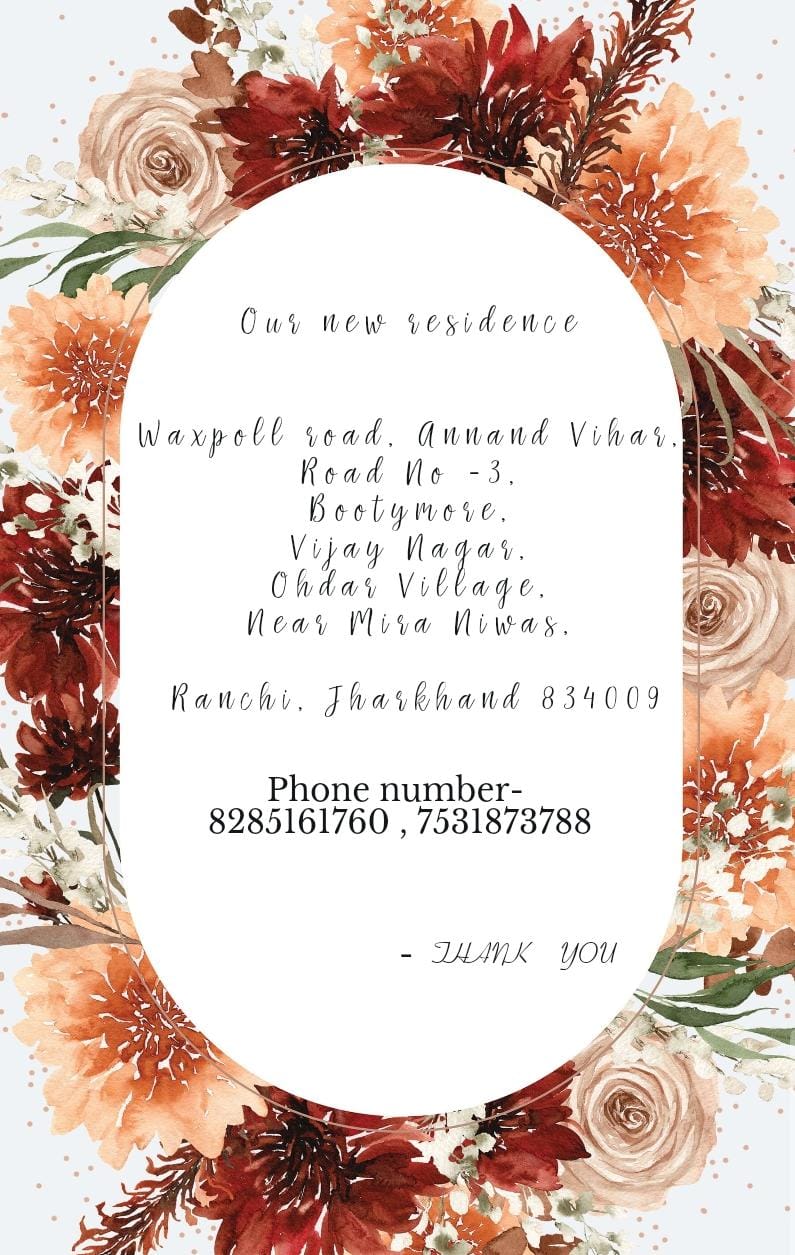 Our new residence
Waxpoll road, Annand Vihar,
Road No -3,
Bootymore,
Vijay Nagar,
Ohdar Village,
Near Mira Niwas,
Ranchi, Jharkhand 834009
Phone number-
8285161760 , 7531873788
- THANK YOU